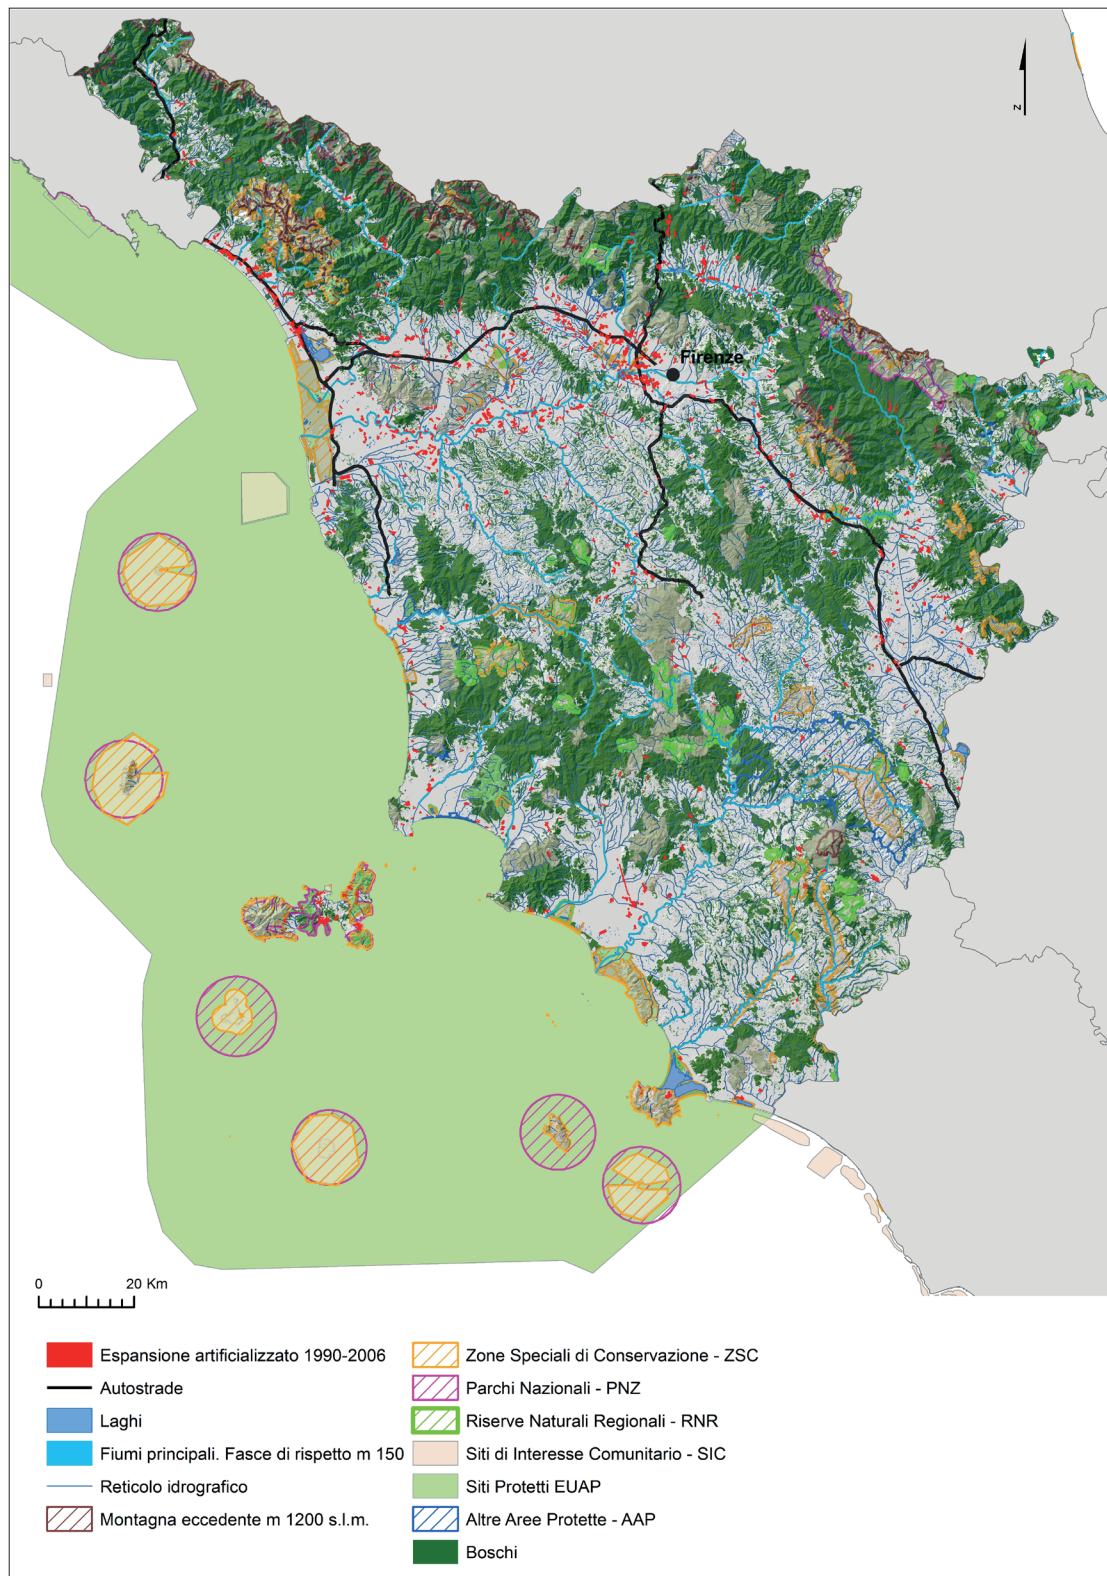 N
Firenze
0 20 Km
Espansione artificializzato 1990-2006
Autostrade
Laghi
Fiumi principali. Fasce di rispetto m 150
Reticolo idrografico
Montagna eccedente m 1200 s.l.m.
Zone Speciali di Conservazione - ZSC
Parchi Nazionali - PNZ
Riserve Naturali Regionali - RNR
Siti di Interesse Comunitario - SIC
Siti Protetti EUAP
Altre Aree Protette - AAP
Boschi